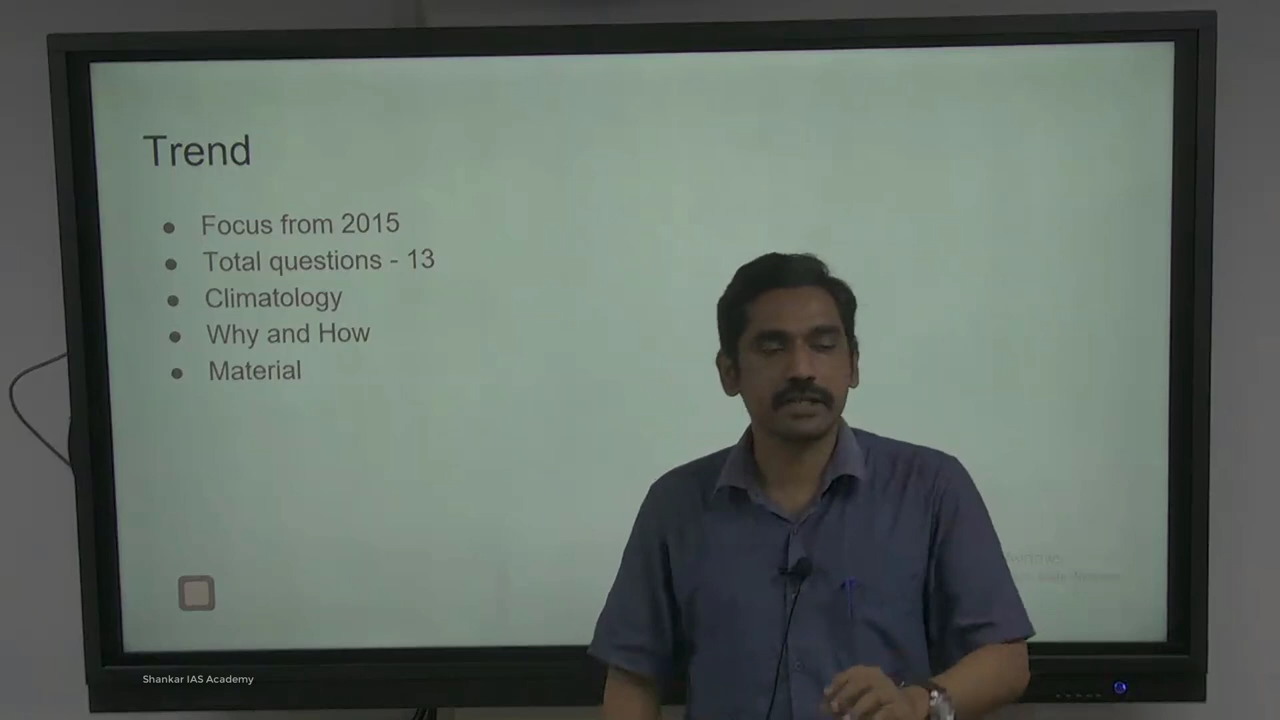 Trend
● Focus from 2015
● Total questions - 13
● Climatology
● Why and How
● Material
Shankar IAS Academy